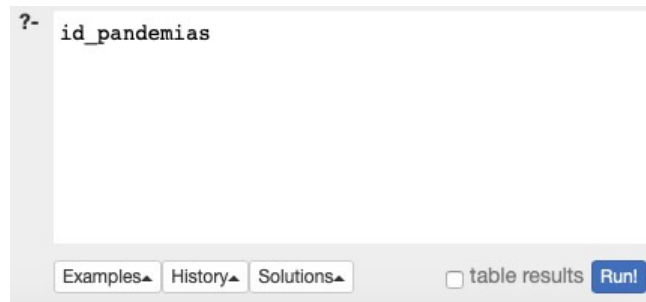 ?- id_pandemias
Examples▲ History▲ Solutions▲ table results Run!